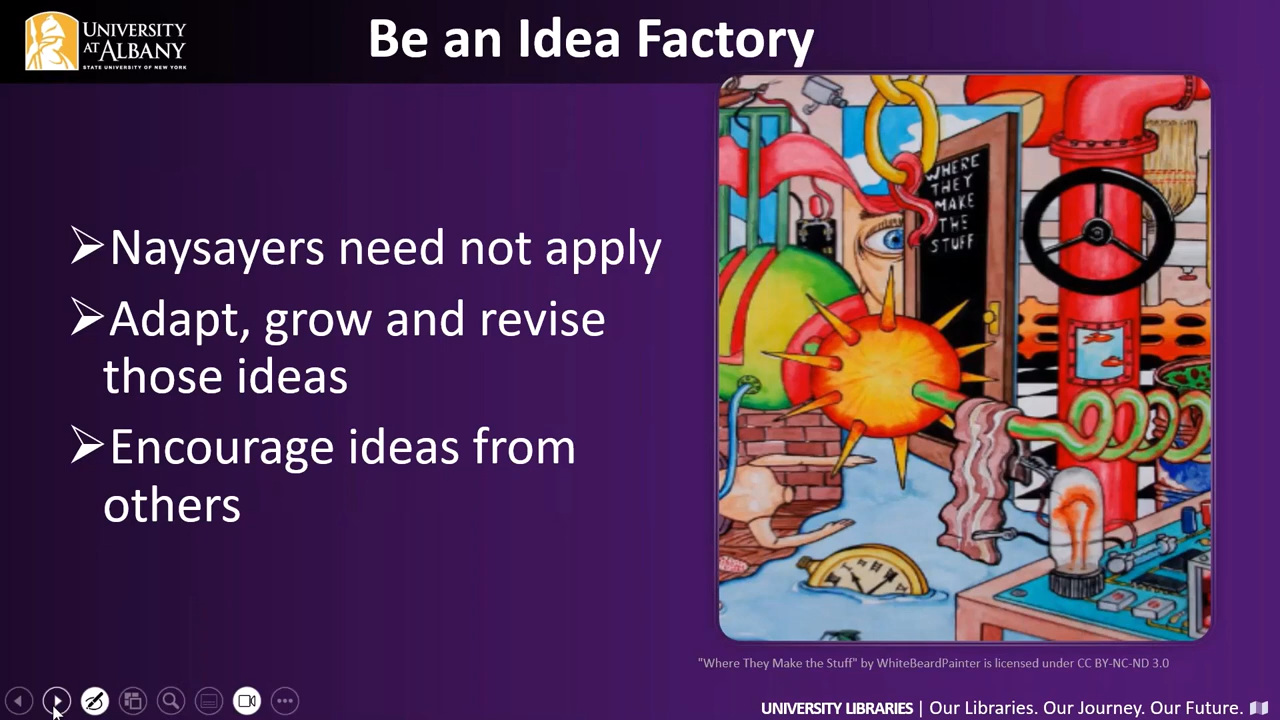 UNIVERSITY
AT ALBANY
STATE UNIVERSITY OF NEW YORK
Be an Idea Factory
Naysayers need not apply
Adapt, grow and revise
those ideas
Encourage ideas from
others
WHERE
THEY
MAKE
THE
STUFF
"Where They Make the Stuff" by WhiteBeardPainter is licensed under CC BY-NC-ND 3.0
UNIVERSITY LIBRARIES | Our Libraries. Our Journey. Our Future.